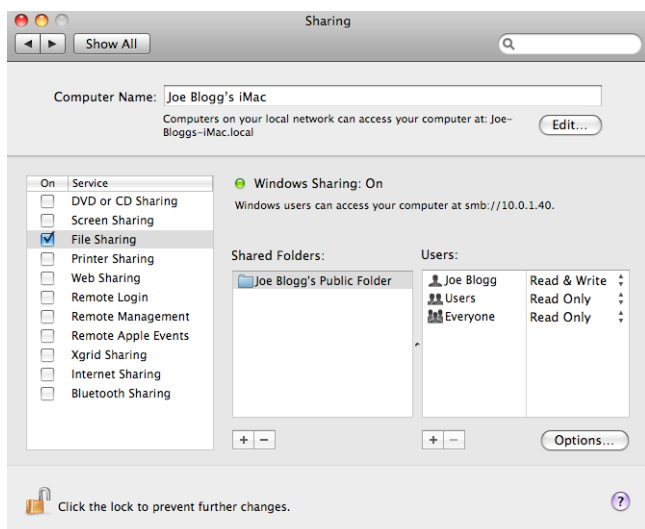 Sharing
Show All
Computer Name: Joe Blogg's iMac
Computers on your local network can access your computer at: Joe-
Bloggs-iMac.local
Edit...
On Service
DVD or CD Sharing
Screen Sharing
File Sharing
Printer Sharing
Web Sharing
Remote Login
Remote Management
Remote Apple Events
Xgrid Sharing
Internet Sharing
Bluetooth Sharing
Windows Sharing: On
Windows users can access your computer at smb://10.0.1.40.
Shared Folders:
Joe Blogg's Public Folder
Users:
Joe Blogg Read & Write
Users Read Only
Everyone Read Only
+ −
+ −
Options...
Click the lock to prevent further changes.
?